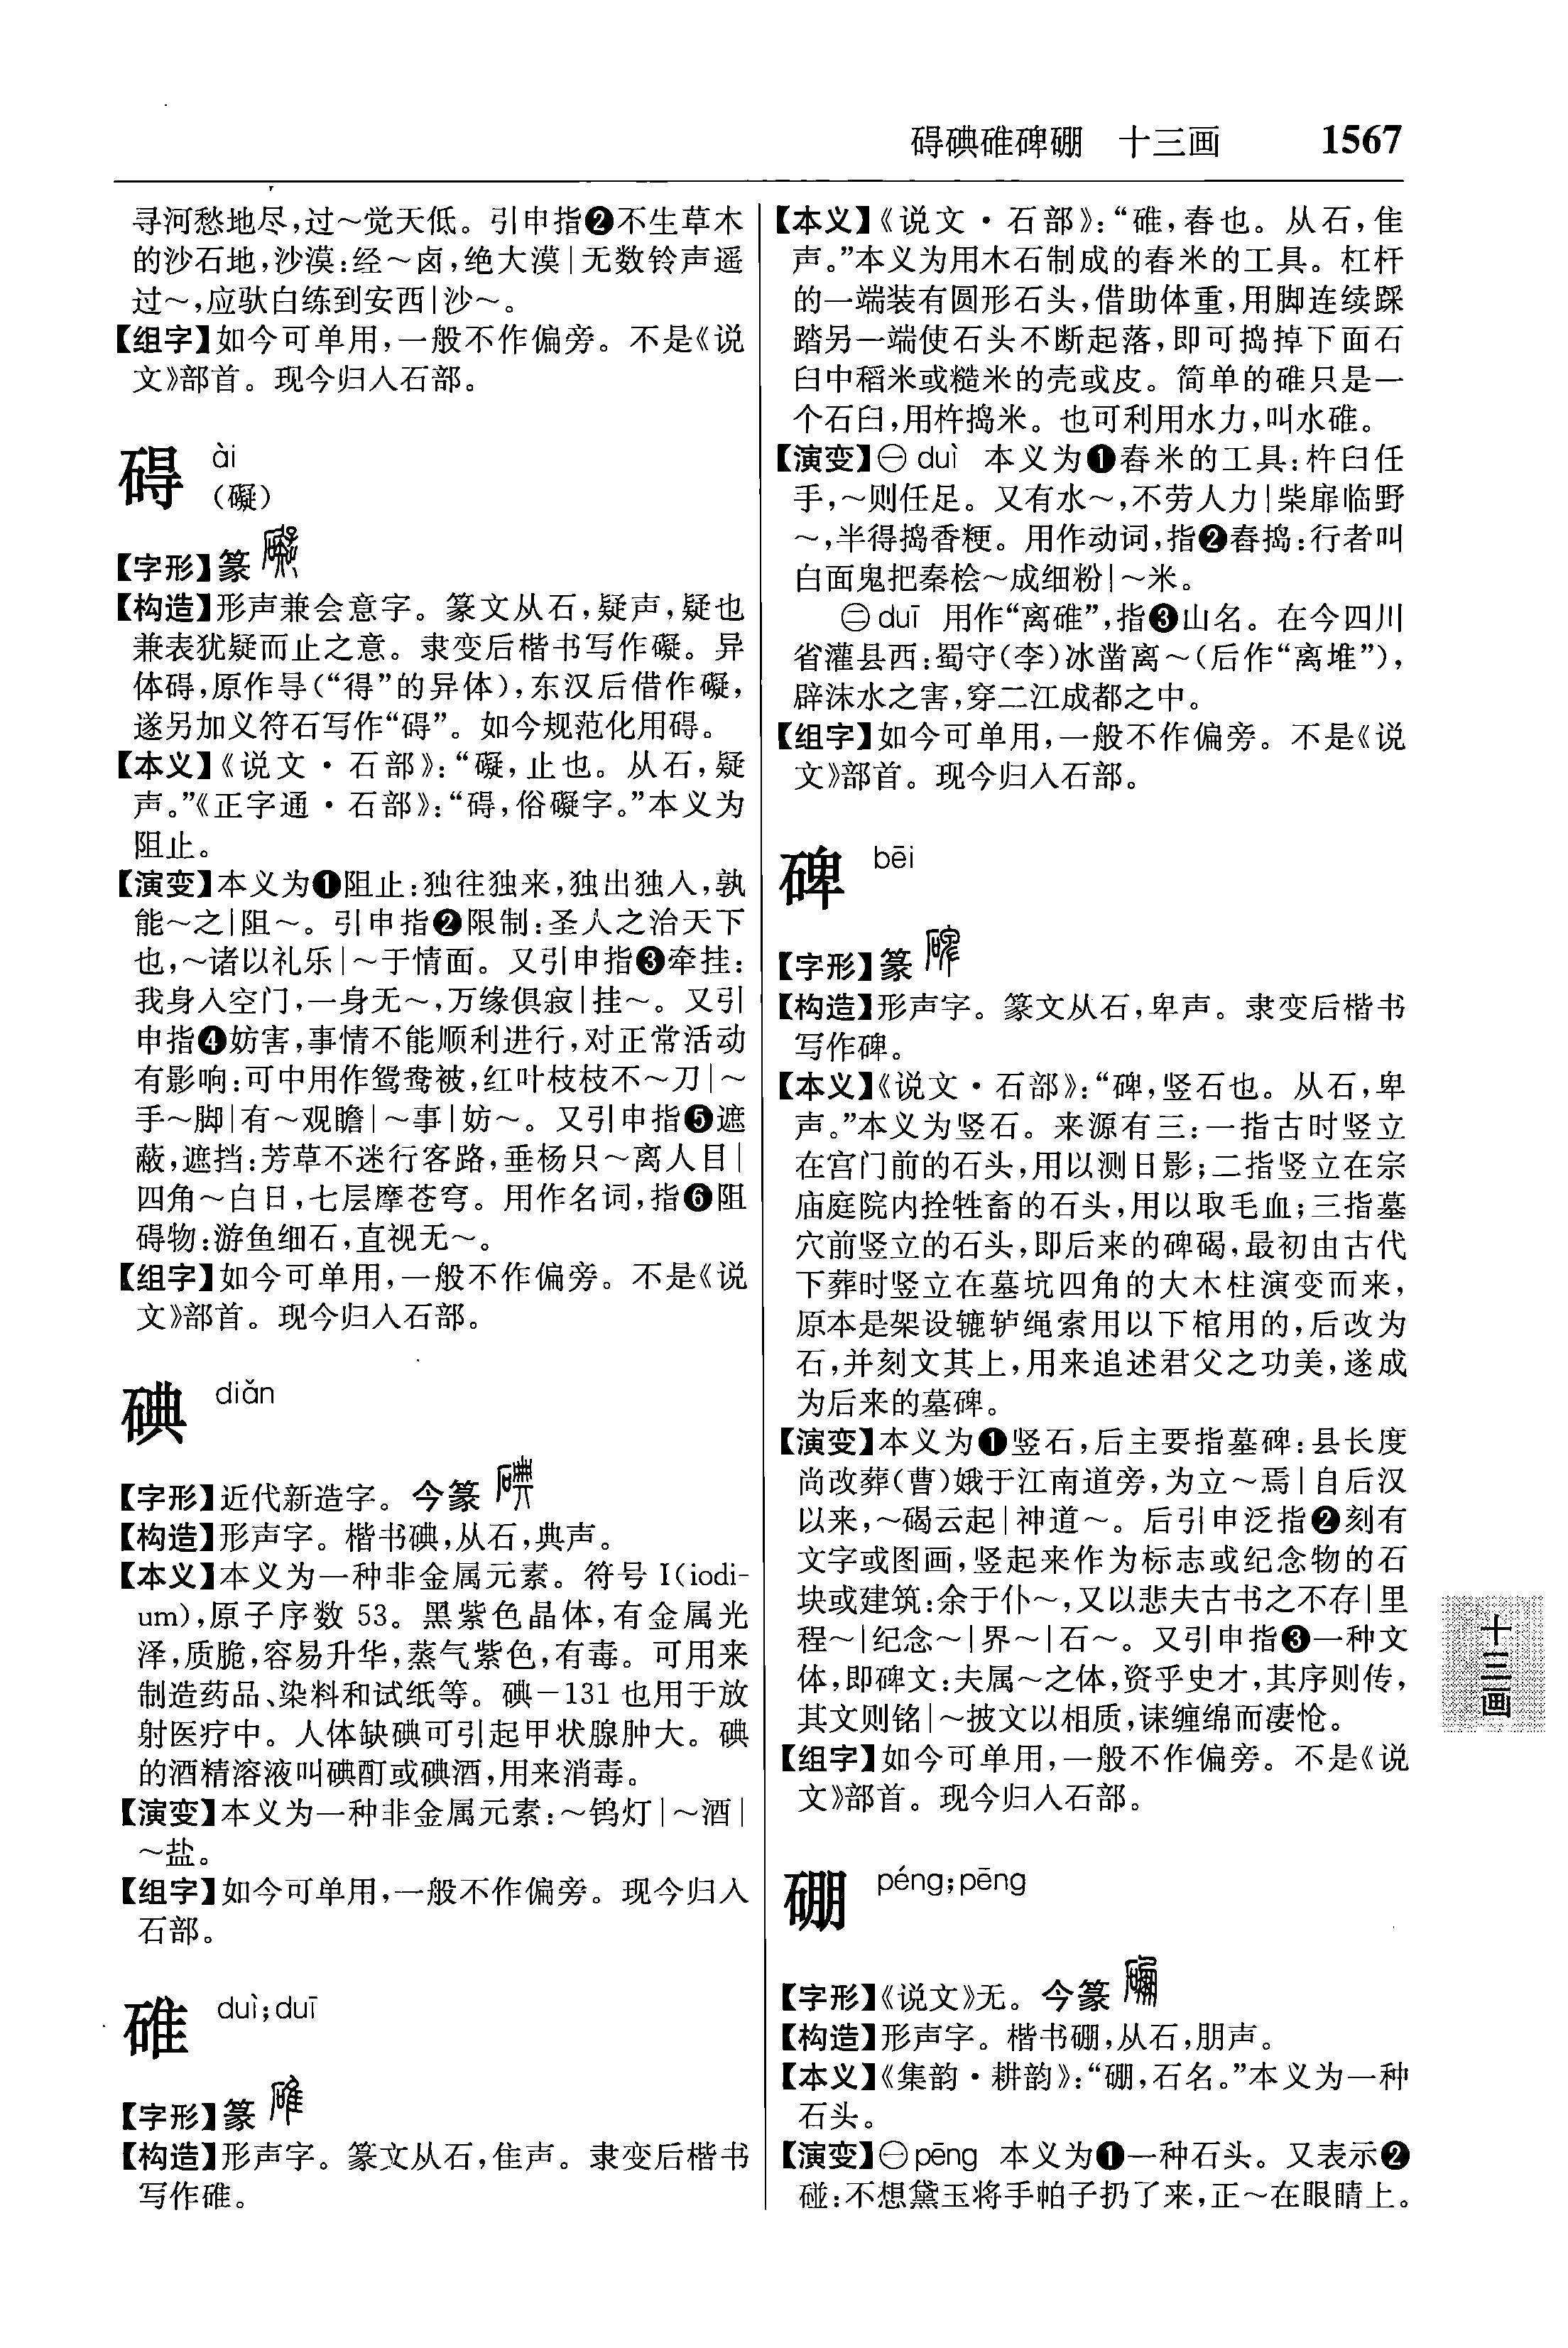 碍碘碓碑硼 十三画 1567
寻河愁地尽,过～觉天低。引申指❷不生草木
的沙石地,沙漠:经～卤,绝大漠|无数铃声遥
过～,应驮白练到安西|沙～。
【组字】如今可单用,一般不作偏旁。不是《说
文》部首。现今归入石部。
碍 ài
(礙)
【字形】篆
【构造】形声兼会意字。篆文从石,疑声,疑也
兼表犹疑而止之意。隶变后楷书写作礙。异
体碍,原作㝵(“得”的异体),东汉后借作礙,
遂另加义符石写作“碍”。如今规范化用碍。
【本义】《说文·石部》:“礙,止也。从石,疑
声。”《正字通·石部》:“碍,俗礙字。”本义为
阻止。
【演变】本义为❶阻止:独往独来,独出独入,孰
能～之|阻～。引申指❷限制:圣人之治天下
也,～诸以礼乐|～于情面。又引申指❸牵挂:
我身入空门,一身无～,万缘俱寂|挂～。又引
申指❹妨害,事情不能顺利进行,对正常活动
有影响:可中用作鸳鸯被,红叶枝枝不～刀|～
手～脚|有～观瞻|～事|妨～。又引申指❺遮
蔽,遮挡:芳草不迷行客路,垂杨只～离人目|
四角～白日,七层摩苍穹。用作名词,指❻阻
碍物:游鱼细石,直视无～。
【组字】如今可单用,一般不作偏旁。不是《说
文》部首。现今归入石部。
碘 diǎn
【字形】近代新造字。今篆
【构造】形声字。楷书碘,从石,典声。
【本义】本义为一种非金属元素。符号 I(iodi-
um),原子序数 53。黑紫色晶体,有金属光
泽,质脆,容易升华,蒸气紫色,有毒。可用来
制造药品、染料和试纸等。碘－131 也用于放
射医疗中。人体缺碘可引起甲状腺肿大。碘
的酒精溶液叫碘酊或碘酒,用来消毒。
【演变】本义为一种非金属元素:～钨灯|～酒|
～盐。
【组字】如今可单用,一般不作偏旁。现今归入
石部。
碓 duì;duī
【字形】篆
【构造】形声字。篆文从石,隹声。隶变后楷书
写作碓。
【本义】《说文·石部》:“碓,舂也。从石,隹
声。”本义为用木石制成的舂米的工具。杠杆
的一端装有圆形石头,借助体重,用脚连续踩
踏另一端使石头不断起落,即可捣掉下面石
臼中稻米或糙米的壳或皮。简单的碓只是一
个石臼,用杵捣米。也可利用水力,叫水碓。
【演变】㊀ duì 本义为❶舂米的工具:杵臼任
手,～则任足。又有水～,不劳人力|柴扉临野
～,半得捣香粳。用作动词,指❷舂捣:行者叫
白面鬼把秦桧～成细粉|～米。
㊁ duī 用作“离碓”,指❸山名。在今四川
省灌县西:蜀守(李)冰凿离～(后作“离堆”),
辟沫水之害,穿二江成都之中。
【组字】如今可单用,一般不作偏旁。不是《说
文》部首。现今归入石部。
碑 bēi
【字形】篆
【构造】形声字。篆文从石,卑声。隶变后楷书
写作碑。
【本义】《说文·石部》:“碑,竖石也。从石,卑
声。”本义为竖石。来源有三:一指古时竖立
在宫门前的石头,用以测日影;二指竖立在宗
庙庭院内拴牲畜的石头,用以取毛血;三指墓
穴前竖立的石头,即后来的碑碣,最初由古代
下葬时竖立在墓坑四角的大木柱演变而来,
原本是架设辘轳绳索用以下棺用的,后改为
石,并刻文其上,用来追述君父之功美,遂成
为后来的墓碑。
【演变】本义为❶竖石,后主要指墓碑:县长度
尚改葬(曹)娥于江南道旁,为立～焉|自后汉
以来,～碣云起|神道～。后引申泛指❷刻有
文字或图画,竖起来作为标志或纪念物的石
块或建筑:余于仆～,又以悲夫古书之不存|里
程～|纪念～|界～|石～。又引申指❸一种文
体,即碑文:夫属～之体,资乎史才,其序则传,
其文则铭|～披文以相质,诔缠绵而凄怆。
【组字】如今可单用,一般不作偏旁。不是《说
文》部首。现今归入石部。
硼 péng;pēng
【字形】《说文》无。今篆
【构造】形声字。楷书硼,从石,朋声。
【本义】《集韵·耕韵》:“硼,石名。”本义为一种
石头。
【演变】㊀ pēng 本义为❶一种石头。又表示❷
碰:不想黛玉将手帕子扔了来,正～在眼睛上。
十三画